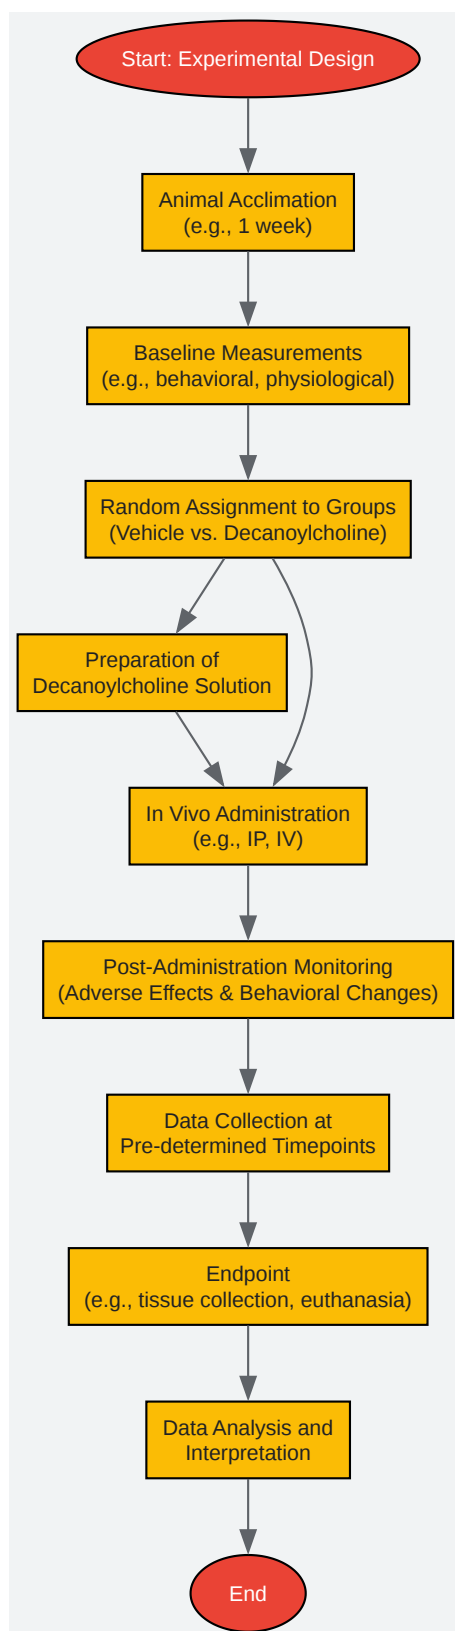 Start: Experimental Design
Animal Acclimation
(e.g., 1 week)
Baseline Measurements
(e.g., behavioral, physiological)
Random Assignment to Groups
(Vehicle vs. Decanoylcholine)
Preparation of
Decanoylcholine Solution
In Vivo Administration
(e.g., IP, IV)
Post-Administration Monitoring
(Adverse Effects & Behavioral Changes)
Data Collection at
Pre-determined Timepoints
Endpoint
(e.g., tissue collection, euthanasia)
Data Analysis and
Interpretation
End